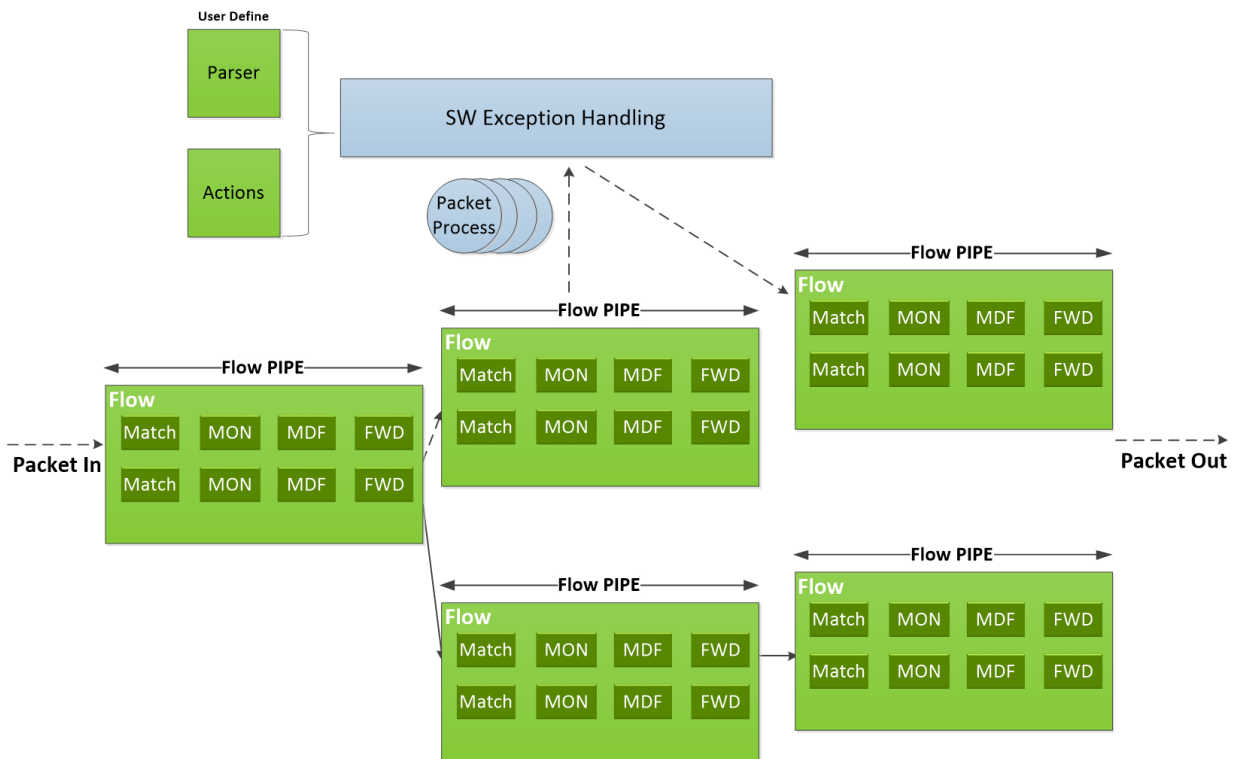 User Define
Parser
SW Exception Handling
Actions
Packet
Process
Flow PIPE
Flow
Match MON MDF FWD
Match MON MDF FWD
Flow PIPE
Flow
Match MON MDF FWD
Match MON MDF FWD
Flow PIPE
Flow
Match MON MDF FWD
Match MON MDF FWD
Packet In
Packet Out
Flow PIPE
Flow
Match MON MDF FWD
Match MON MDF FWD
Flow PIPE
Flow
Match MON MDF FWD
Match MON MDF FWD